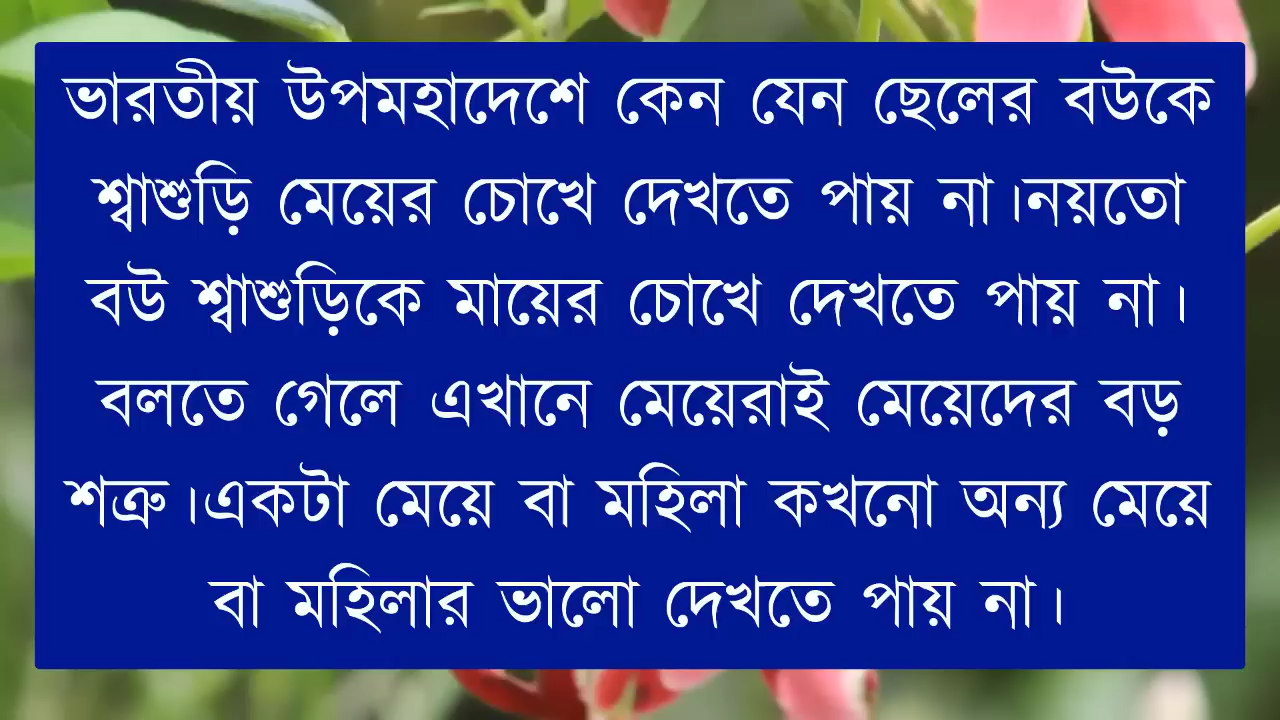 ভারতীয় উপমহাদেশে কেন যেন ছেলের বউকে
শ্বাশুড়ি মেয়ের চোখে দেখতে পায় না।নয়তো
বউ শ্বাশুড়িকে মায়ের চোখে দেখতে পায় না।
বলতে গেলে এখানে মেয়েরাই মেয়েদের বড়
শত্রু।একটা মেয়ে বা মহিলা কখনো অন্য মেয়ে
বা মহিলার ভালো দেখতে পায় না।